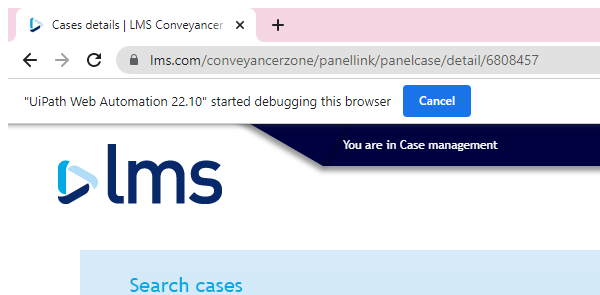 Cases details | LMS Conveyancer
lms.com/conveyancerzone/panellink/panelcase/detail/6808457
"UiPath Web Automation 22.10" started debugging this browser Cancel
You are in Case management
lms
Search cases